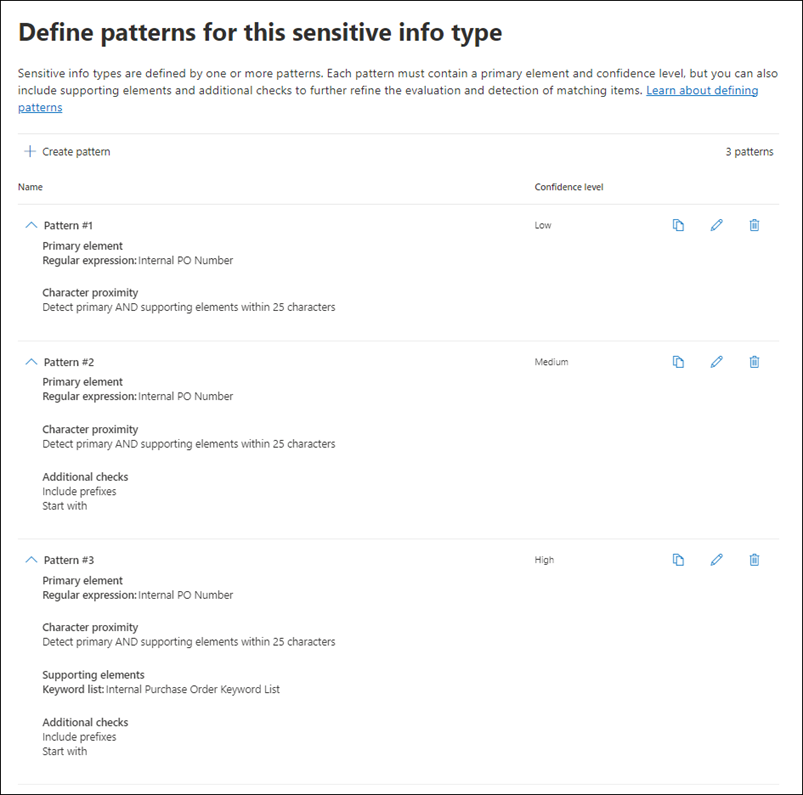 Define patterns for this sensitive info type
Sensitive info types are defined by one or more patterns. Each pattern must contain a primary element and confidence level, but you can also
include supporting elements and additional checks to further refine the evaluation and detection of matching items. Learn about defining
patterns
Create pattern 3 patterns
Name Confidence level
Pattern #1 Low
Primary element
Regular expression: Internal PO Number
Character proximity
Detect primary AND supporting elements within 25 characters
Pattern #2 Medium
Primary element
Regular expression: Internal PO Number
Character proximity
Detect primary AND supporting elements within 25 characters
Additional checks
Include prefixes
Start with
Pattern #3 High
Primary element
Regular expression: Internal PO Number
Character proximity
Detect primary AND supporting elements within 25 characters
Supporting elements
Keyword list: Internal Purchase Order Keyword List
Additional checks
Include prefixes
Start with